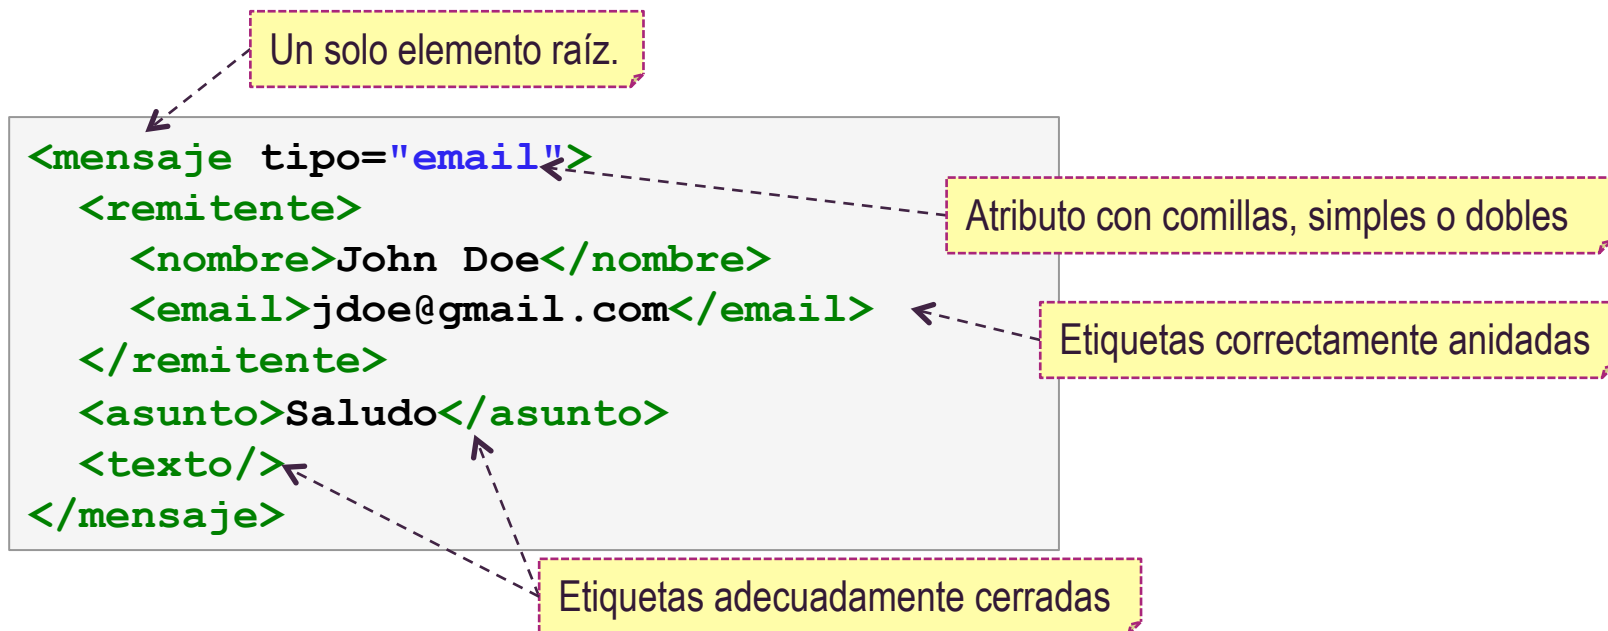 Un solo elemento raíz.
<mensaje tipo="email">
<remitente>
<nombre>John Doe</nombre>
Atributo con comillas, simples o dobles
<email>jdoe@gmail.com</email>
Etiquetas correctamente anidadas
</remitente>
<asunto>Saludo</asunto>
<texto/>
</mensaje>
Etiquetas adecuadamente cerradas